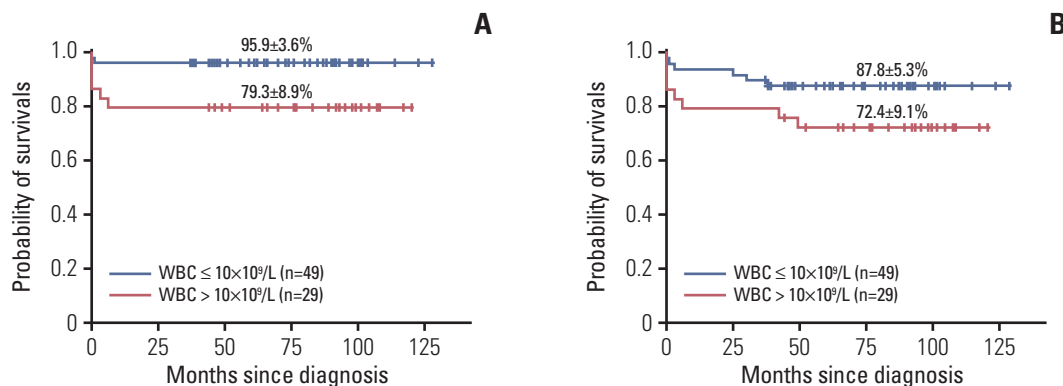 A
Probability of survivals
1.0
0.8
0.6
0.4
0.2
0
95.9±3.6%
79.3±8.9%
WBC ≤ 10×10⁹/L (n=49)
WBC > 10×10⁹/L (n=29)
0 25 50 75 100 125
Months since diagnosis
B
Probability of survivals
1.0
0.8
0.6
0.4
0.2
0
87.8±5.3%
72.4±9.1%
WBC ≤ 10×10⁹/L (n=49)
WBC > 10×10⁹/L (n=29)
0 25 50 75 100 125
Months since diagnosis